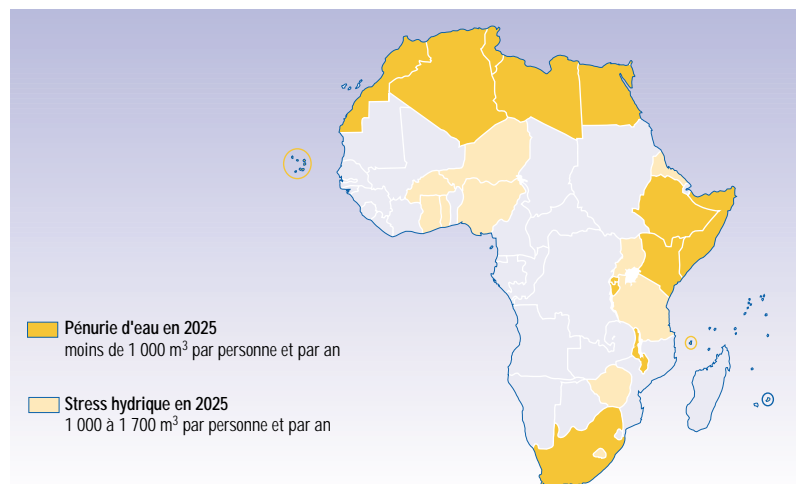 Pénurie d'eau en 2025
moins de 1 000 m³ par personne et par an
Stress hydrique en 2025
1 000 à 1 700 m³ par personne et par an